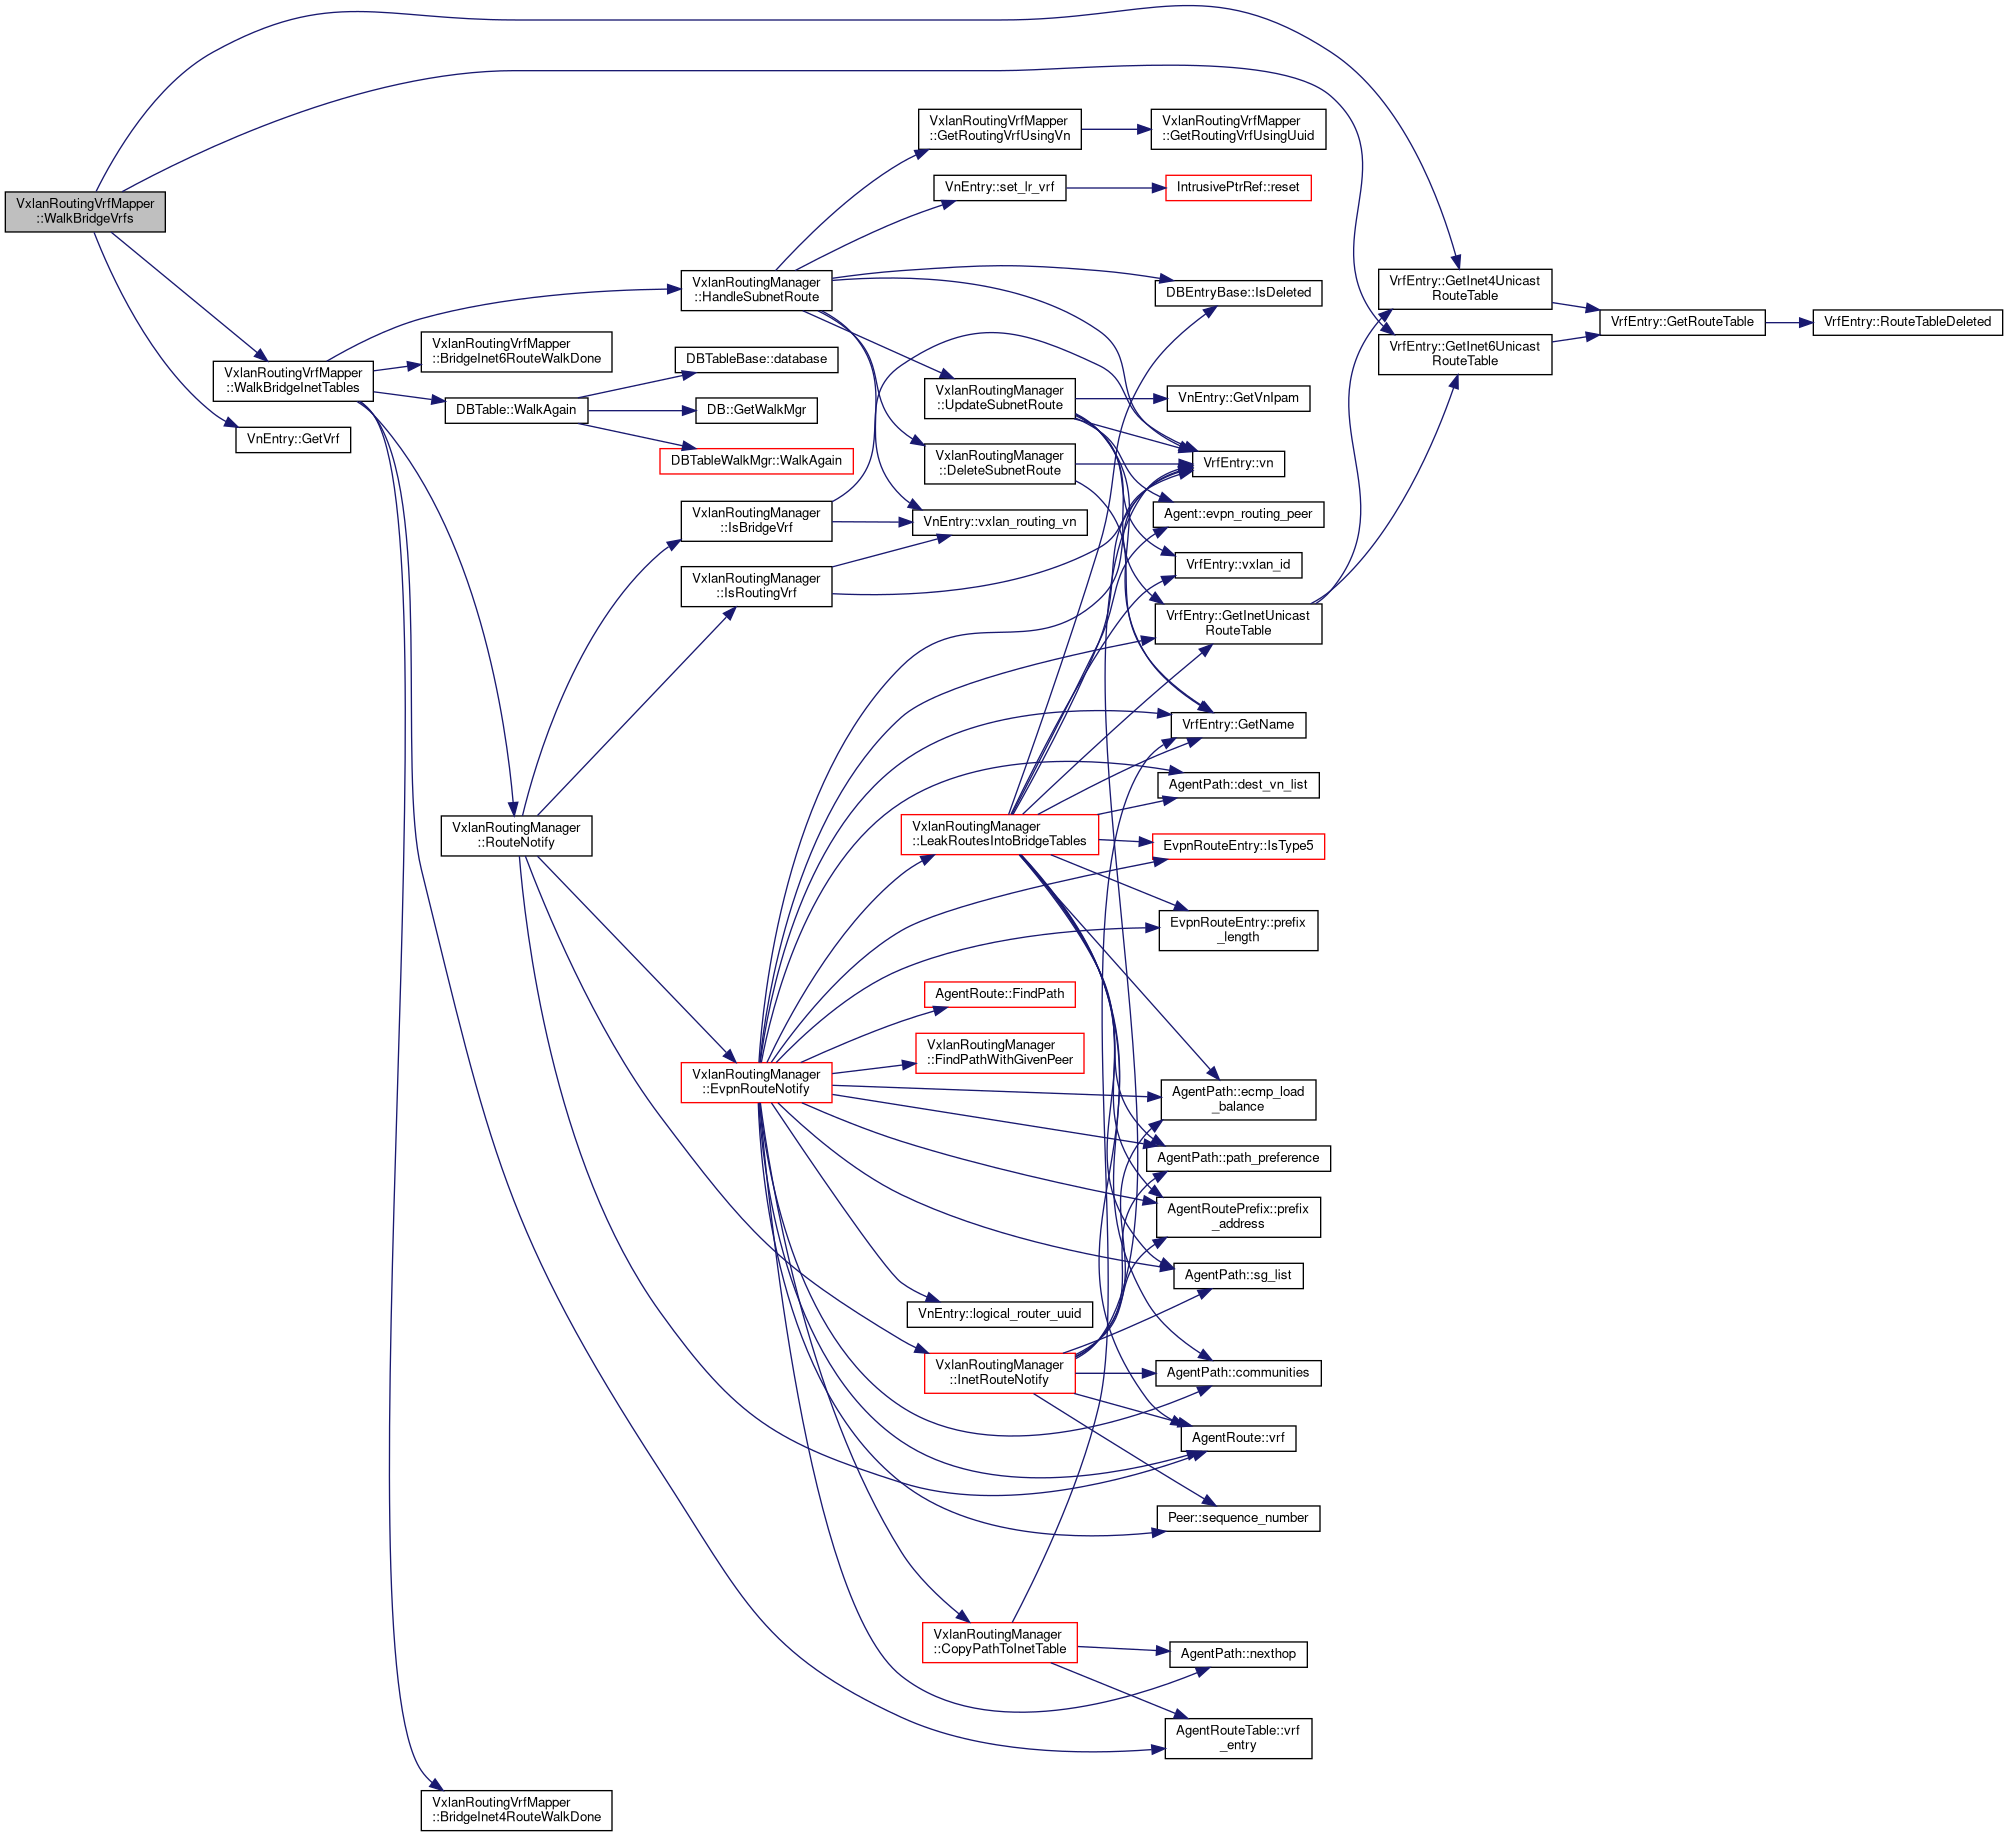 VxlanRoutingVrfMapper
::WalkBridgeVrfs
VxlanRoutingVrfMapper
::WalkBridgeInetTables
VnEntry::GetVrf
VxlanRoutingManager
::HandleSubnetRoute
VxlanRoutingVrfMapper
::BridgeInet6RouteWalkDone
DBTable::WalkAgain
DBTableBase::database
DB::GetWalkMgr
DBTableWalkMgr::WalkAgain
VxlanRoutingManager
::IsBridgeVrf
VxlanRoutingManager
::IsRoutingVrf
VxlanRoutingManager
::RouteNotify
VxlanRoutingManager
::EvpnRouteNotify
VxlanRoutingVrfMapper
::BridgeInet4RouteWalkDone
VxlanRoutingVrfMapper
::GetRoutingVrfUsingVn
VxlanRoutingVrfMapper
::GetRoutingVrfUsingUuid
VnEntry::set_lr_vrf
IntrusivePtrRef::reset
DBEntryBase::IsDeleted
VxlanRoutingManager
::UpdateSubnetRoute
VnEntry::GetVnIpam
VxlanRoutingManager
::DeleteSubnetRoute
VrfEntry::vn
VnEntry::vxlan_routing_vn
Agent::evpn_routing_peer
VrfEntry::vxlan_id
VrfEntry::GetInetUnicast
RouteTable
VrfEntry::GetName
AgentPath::dest_vn_list
VxlanRoutingManager
::LeakRoutesIntoBridgeTables
EvpnRouteEntry::IsType5
EvpnRouteEntry::prefix
_length
AgentRoute::FindPath
VxlanRoutingManager
::FindPathWithGivenPeer
AgentPath::ecmp_load
_balance
AgentPath::path_preference
AgentRoutePrefix::prefix
_address
AgentPath::sg_list
VnEntry::logical_router_uuid
VxlanRoutingManager
::InetRouteNotify
AgentPath::communities
AgentRoute::vrf
Peer::sequence_number
VxlanRoutingManager
::CopyPathToInetTable
AgentPath::nexthop
AgentRouteTable::vrf
_entry
VrfEntry::GetInet4Unicast
RouteTable
VrfEntry::GetInet6Unicast
RouteTable
VrfEntry::GetRouteTable
VrfEntry::RouteTableDeleted